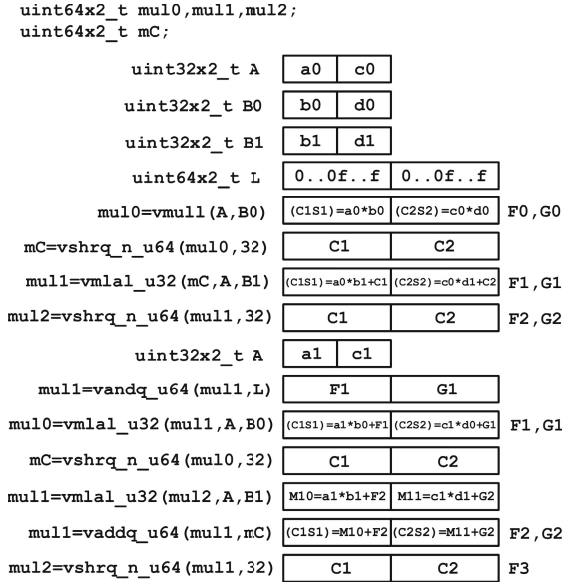 uint64x2_t mul0,mul1,mul2;
uint64x2_t mC;
uint32x2_t A a0 c0
uint32x2_t B0 b0 d0
uint32x2_t B1 b1 d1
uint64x2_t L 0..0f..f 0..0f..f
mul0=vmull(A,B0) (C1S1)=a0*b0 (C2S2)=c0*d0 F0,G0
mC=vshrq_n_u64(mul0,32) C1 C2
mul1=vmlal_u32(mC,A,B1) (C1S1)=a0*b1+C1 (C2S2)=c0*d1+C2 F1,G1
mul2=vshrq_n_u64(mul1,32) C1 C2 F2,G2
uint32x2_t A a1 c1
mul1=vandq_u64(mul1,L) F1 G1
mul0=vmlal_u32(mul1,A,B0) (C1S1)=a1*b0+F1 (C2S2)=c1*d0+G1 F1,G1
mC=vshrq_n_u64(mul0,32) C1 C2
mul1=vmlal_u32(mul2,A,B1) M10=a1*b1+F2 M11=c1*d1+G2
mul1=vaddq_u64(mul1,mC) (C1S1)=M10+F2 (C2S2)=M11+G2 F2,G2
mul2=vshrq_n_u64(mul1,32) C1 C2 F3